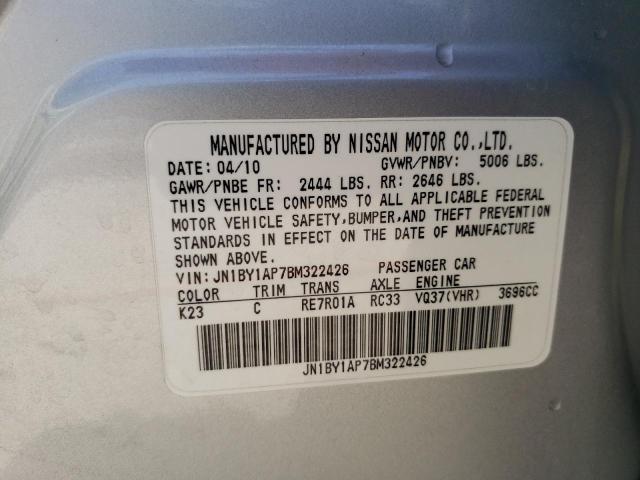 MANUFACTURED BY NISSAN MOTOR CO.,LTD.
DATE: 04/10 GVWR/PNBV: 5006 LBS.
GAWR/PNBE FR: 2444 LBS. RR: 2646 LBS.
THIS VEHICLE CONFORMS TO ALL APPLICABLE FEDERAL
MOTOR VEHICLE SAFETY,BUMPER,AND THEFT PREVENTION
STANDARDS IN EFFECT ON THE DATE OF MANUFACTURE
SHOWN ABOVE.
VIN: JN1BY1AP7BM322426 PASSENGER CAR
COLOR TRIM TRANS AXLE ENGINE
K23 C RE7R01A RC33 VQ37(VHR) 3696CC
JN1BY1AP7BM322426